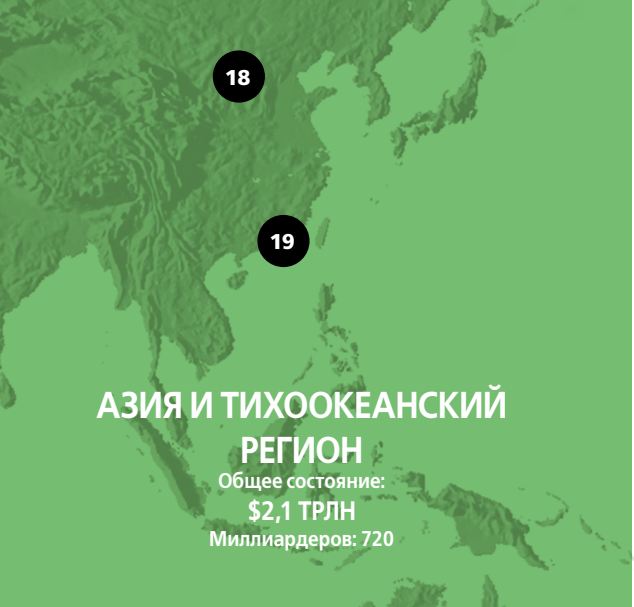 18
19
АЗИЯ И ТИХООКЕАНСКИЙ
РЕГИОН
Общее состояние:
$2,1 ТРЛН
Миллиардеров: 720